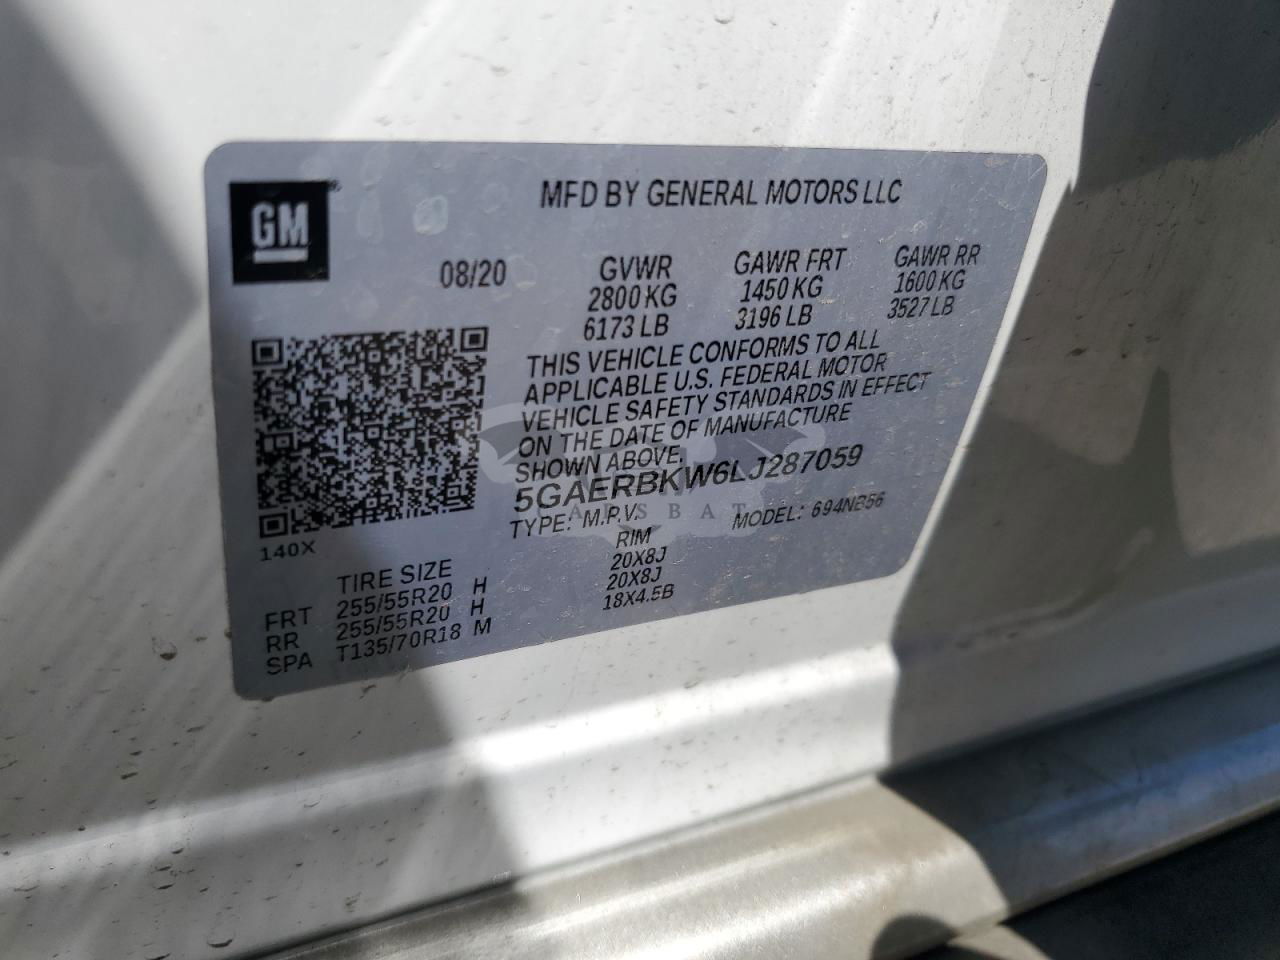 GM
MFD BY GENERAL MOTORS LLC
08/20
GVWR
2800 KG
6173 LB
GAWR FRT
1450 KG
3196 LB
GAWR RR
1600 KG
3527 LB
THIS VEHICLE CONFORMS TO ALL
APPLICABLE U.S. FEDERAL MOTOR
VEHICLE SAFETY STANDARDS IN EFFECT
ON THE DATE OF MANUFACTURE
SHOWN ABOVE.
5GAERBKW6LJ287059
TYPE: M.P.V. MODEL: 694NB56
140X
TIRE SIZE RIM
FRT 255/55R20 H 20X8J
RR 255/55R20 H 20X8J
SPA T135/70R18 M 18X4.5B
CARSBAT